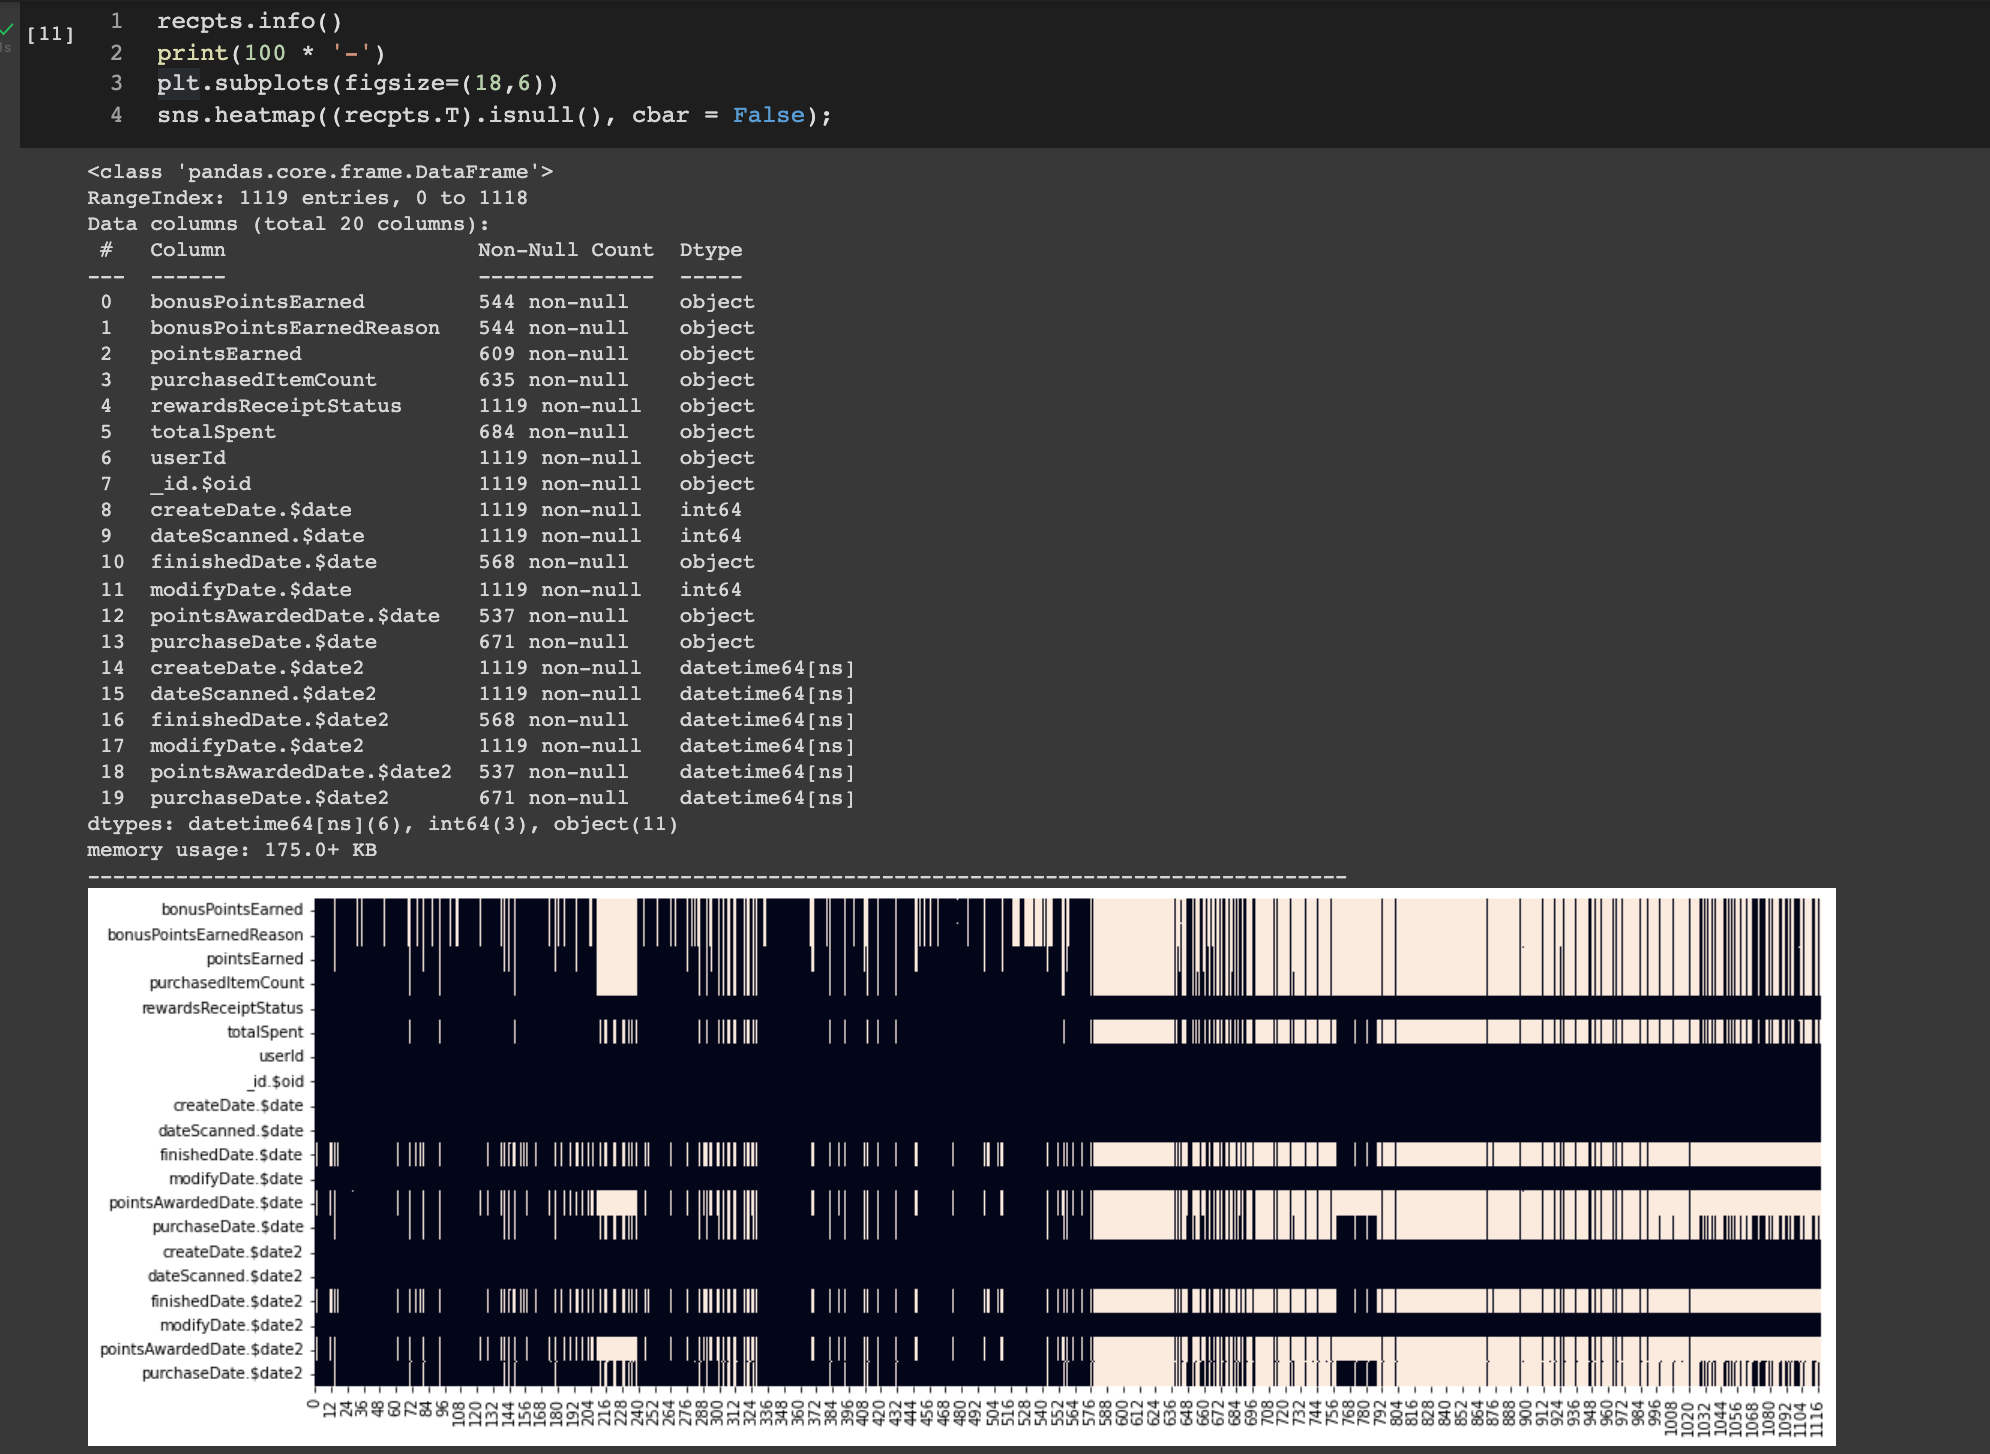 [11]
1 recpts.info()
2 print(100 * '-')
3 plt.subplots(figsize=(18,6))
4 sns.heatmap((recpts.T).isnull(), cbar = False);
<class 'pandas.core.frame.DataFrame'>
RangeIndex: 1119 entries, 0 to 1118
Data columns (total 20 columns):
# Column Non-Null Count Dtype
--- ------ -------------- -----
0 bonusPointsEarned 544 non-null object
1 bonusPointsEarnedReason 544 non-null object
2 pointsEarned 609 non-null object
3 purchasedItemCount 635 non-null object
4 rewardsReceiptStatus 1119 non-null object
5 totalSpent 684 non-null object
6 userId 1119 non-null object
7 _id.$oid 1119 non-null object
8 createDate.$date 1119 non-null int64
9 dateScanned.$date 1119 non-null int64
10 finishedDate.$date 568 non-null object
11 modifyDate.$date 1119 non-null int64
12 pointsAwardedDate.$date 537 non-null object
13 purchaseDate.$date 671 non-null object
14 createDate.$date2 1119 non-null datetime64[ns]
15 dateScanned.$date2 1119 non-null datetime64[ns]
16 finishedDate.$date2 568 non-null datetime64[ns]
17 modifyDate.$date2 1119 non-null datetime64[ns]
18 pointsAwardedDate.$date2 537 non-null datetime64[ns]
19 purchaseDate.$date2 671 non-null datetime64[ns]
dtypes: datetime64[ns](6), int64(3), object(11)
memory usage: 175.0+ KB
----------------------------------------------------------------------------------------------------
bonusPointsEarned
bonusPointsEarnedReason
pointsEarned
purchasedItemCount
rewardsReceiptStatus
totalSpent
userId
_id.$oid
createDate.$date
dateScanned.$date
finishedDate.$date
modifyDate.$date
pointsAwardedDate.$date
purchaseDate.$date
createDate.$date2
dateScanned.$date2
finishedDate.$date2
modifyDate.$date2
pointsAwardedDate.$date2
purchaseDate.$date2
0 12 24 36 48 60 72 84 96 108 120 132 144 156 168 180 192 204 216 228 240 252 264 276 288 300 312 324 336 348 360 372 384 396 408 420 432 444 456 468 480 492 504 516 528 540 552 564 576 588 600 612 624 636 648 660 672 684 696 708 720 732 744 756 768 780 792 804 816 828 840 852 864 876 888 900 912 924 936 948 960 972 984 996 1008 1020 1032 1044 1056 1068 1080 1092 1104 1116